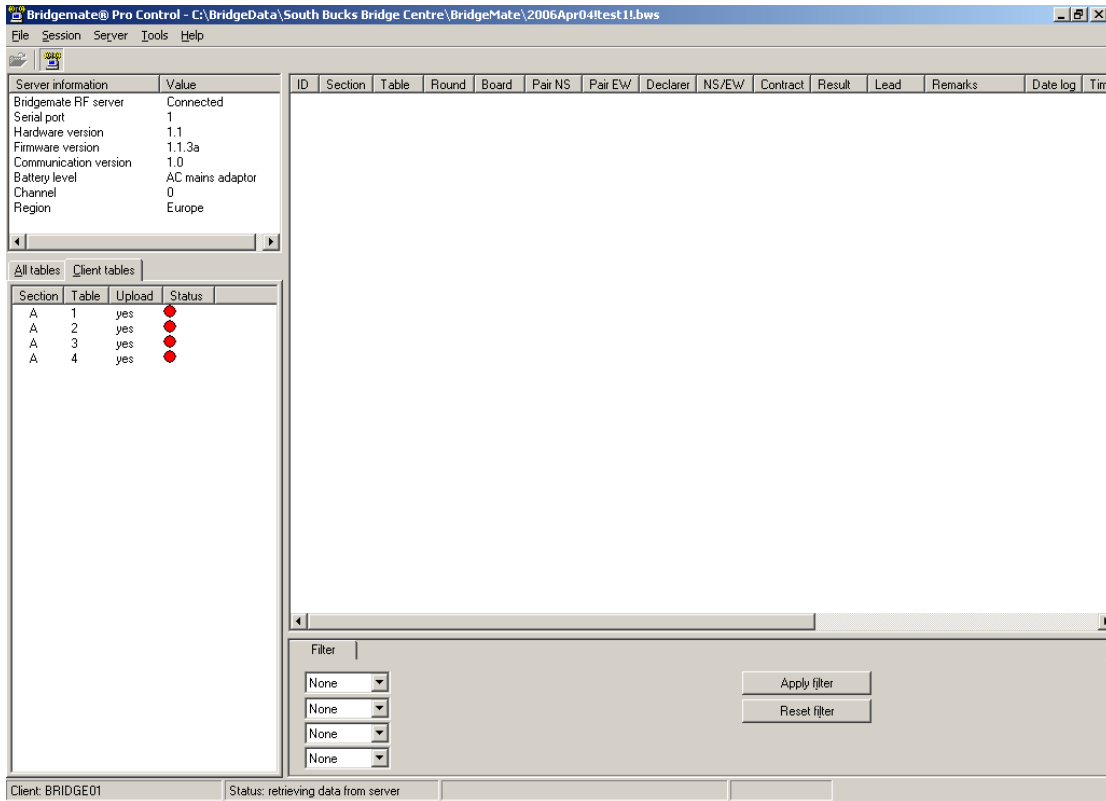 Bridgemate® Pro Control - C:\BridgeData\South Bucks Bridge Centre\BridgeMate\2006Apr04!test1!.bws
File Session Server Tools Help
Server information Value
Bridgemate RF server Connected
Serial port 1
Hardware version 1.1
Firmware version 1.1.3a
Communication version 1.0
Battery level AC mains adaptor
Channel 0
Region Europe
All tables Client tables
Section Table Upload Status
A 1 yes
A 2 yes
A 3 yes
A 4 yes
ID Section Table Round Board Pair NS Pair EW Declarer NS/EW Contract Result Lead Remarks Date log Tim
Filter
None Apply filter
None Reset filter
None
None
Client: BRIDGE01 Status: retrieving data from server